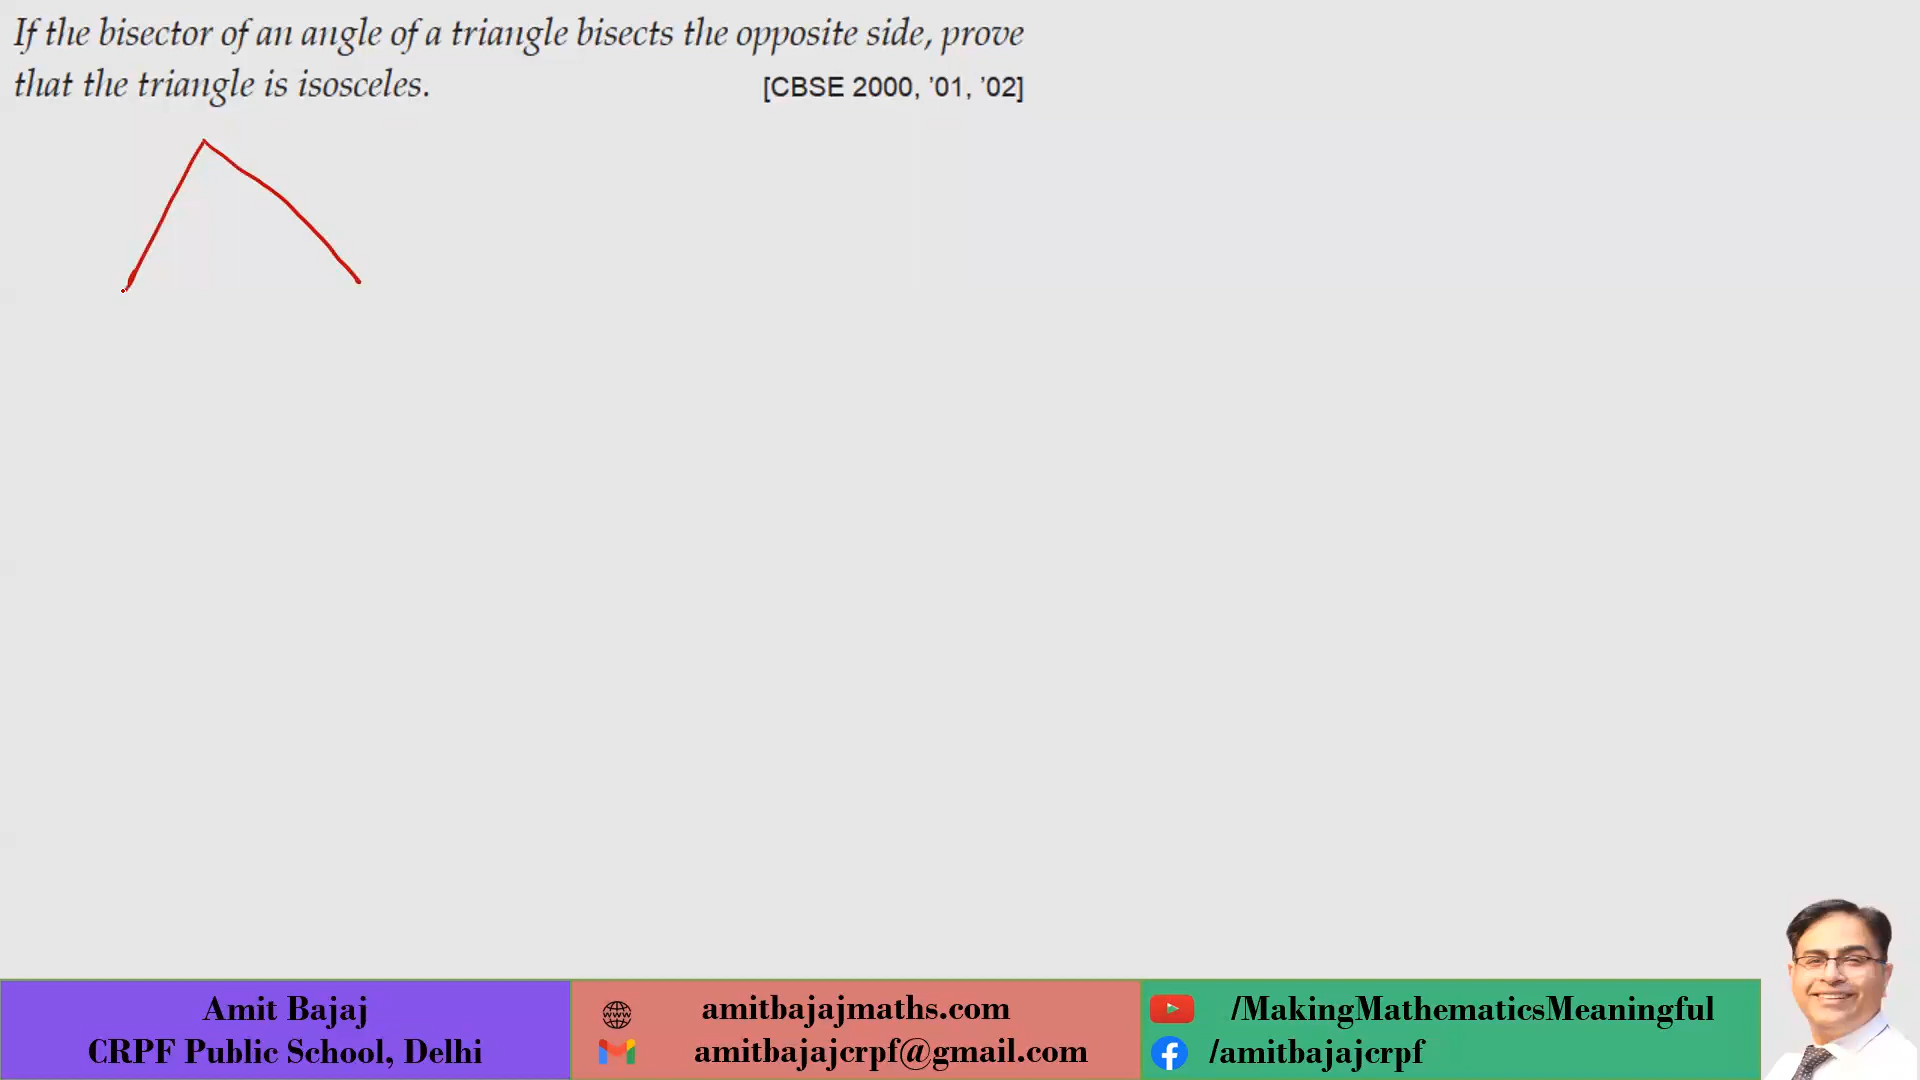 If the bisector of an angle of a triangle bisects the opposite side, prove
that the triangle is isosceles. [CBSE 2000, ’01, ’02]
Amit Bajaj
CRPF Public School, Delhi
www
amitbajajmaths.com
amitbajajcrpf@gmail.com
/MakingMathematicsMeaningful
/amitbajajcrpf